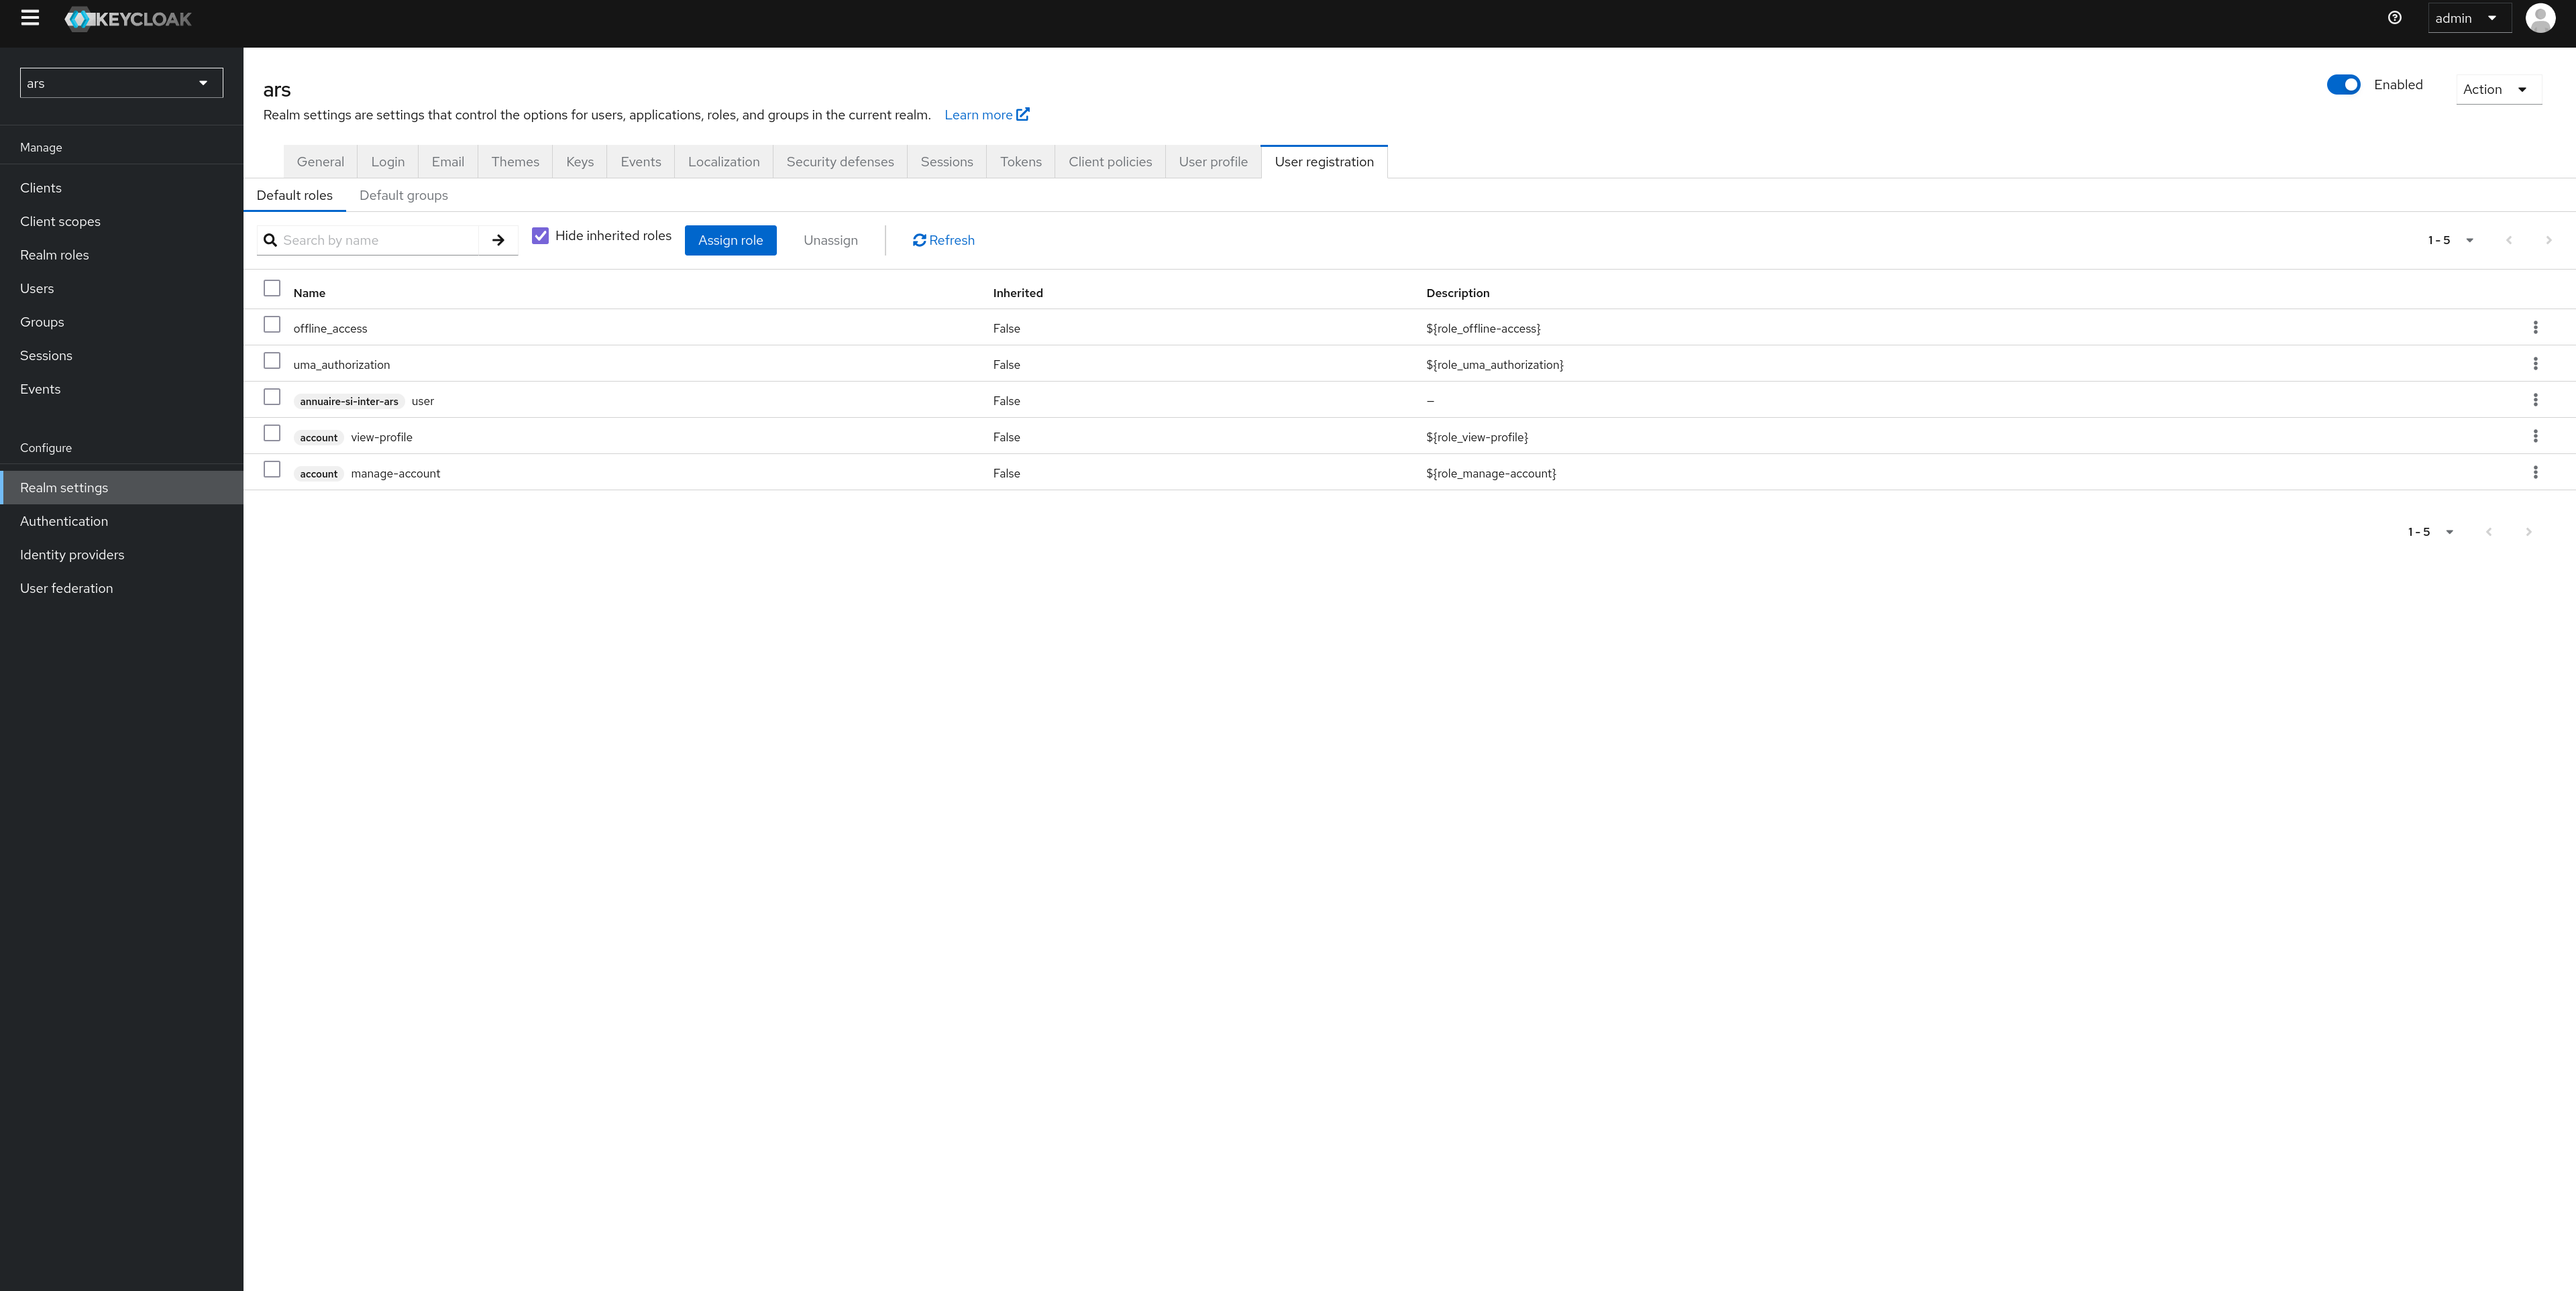 KEYCLOAK
admin
ars
Manage
Clients
Client scopes
Realm roles
Users
Groups
Sessions
Events
Configure
Realm settings
Authentication
Identity providers
User federation
ars
Enabled
Action
Realm settings are settings that control the options for users, applications, roles, and groups in the current realm. Learn more
General Login Email Themes Keys Events Localization Security defenses Sessions Tokens Client policies User profile User registration
Default roles Default groups
Search by name Hide inherited roles Assign role Unassign Refresh 1 - 5
Name Inherited Description
offline_access False ${role_offline-access}
uma_authorization False ${role_uma_authorization}
annuaire-si-inter-ars user False —
account view-profile False ${role_view-profile}
account manage-account False ${role_manage-account}
1 - 5